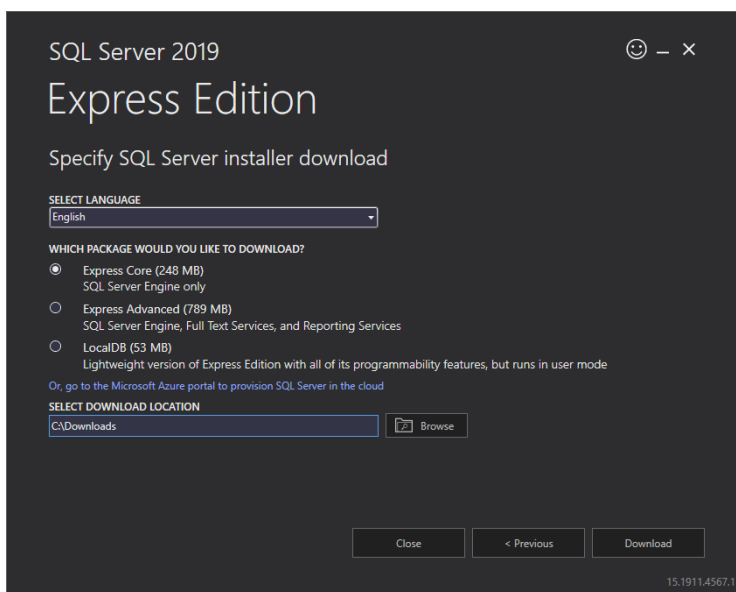 SQL Server 2019
Express Edition
Specify SQL Server installer download
SELECT LANGUAGE
English
WHICH PACKAGE WOULD YOU LIKE TO DOWNLOAD?
Express Core (248 MB)
SQL Server Engine only
Express Advanced (789 MB)
SQL Server Engine, Full Text Services, and Reporting Services
LocalDB (53 MB)
Lightweight version of Express Edition with all of its programmability features, but runs in user mode
Or, go to the Microsoft Azure portal to provision SQL Server in the cloud
SELECT DOWNLOAD LOCATION
C:\Downloads
Browse
Close
< Previous
Download
15.1911.4567.1